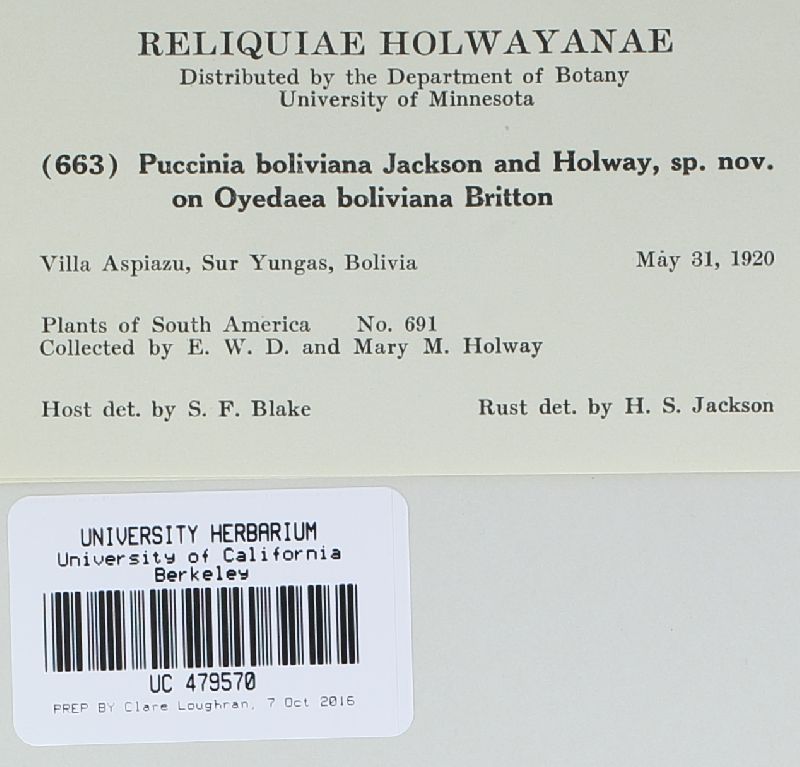 RELIQUIAE HOLWAYANAE
Distributed by the Department of Botany
University of Minnesota
(663) Puccinia boliviana Jackson and Holway, sp. nov.
on Oyedaea boliviana Britton
Villa Aspiazu, Sur Yungas, Bolivia May 31, 1920
Plants of South America No. 691
Collected by E. W. D. and Mary M. Holway
Host det. by S. F. Blake Rust det. by H. S. Jackson
UNIVERSITY HERBARIUM
University of California
Berkeley
UC 479570
PREP BY Clare Loughran, 7 Oct 2016